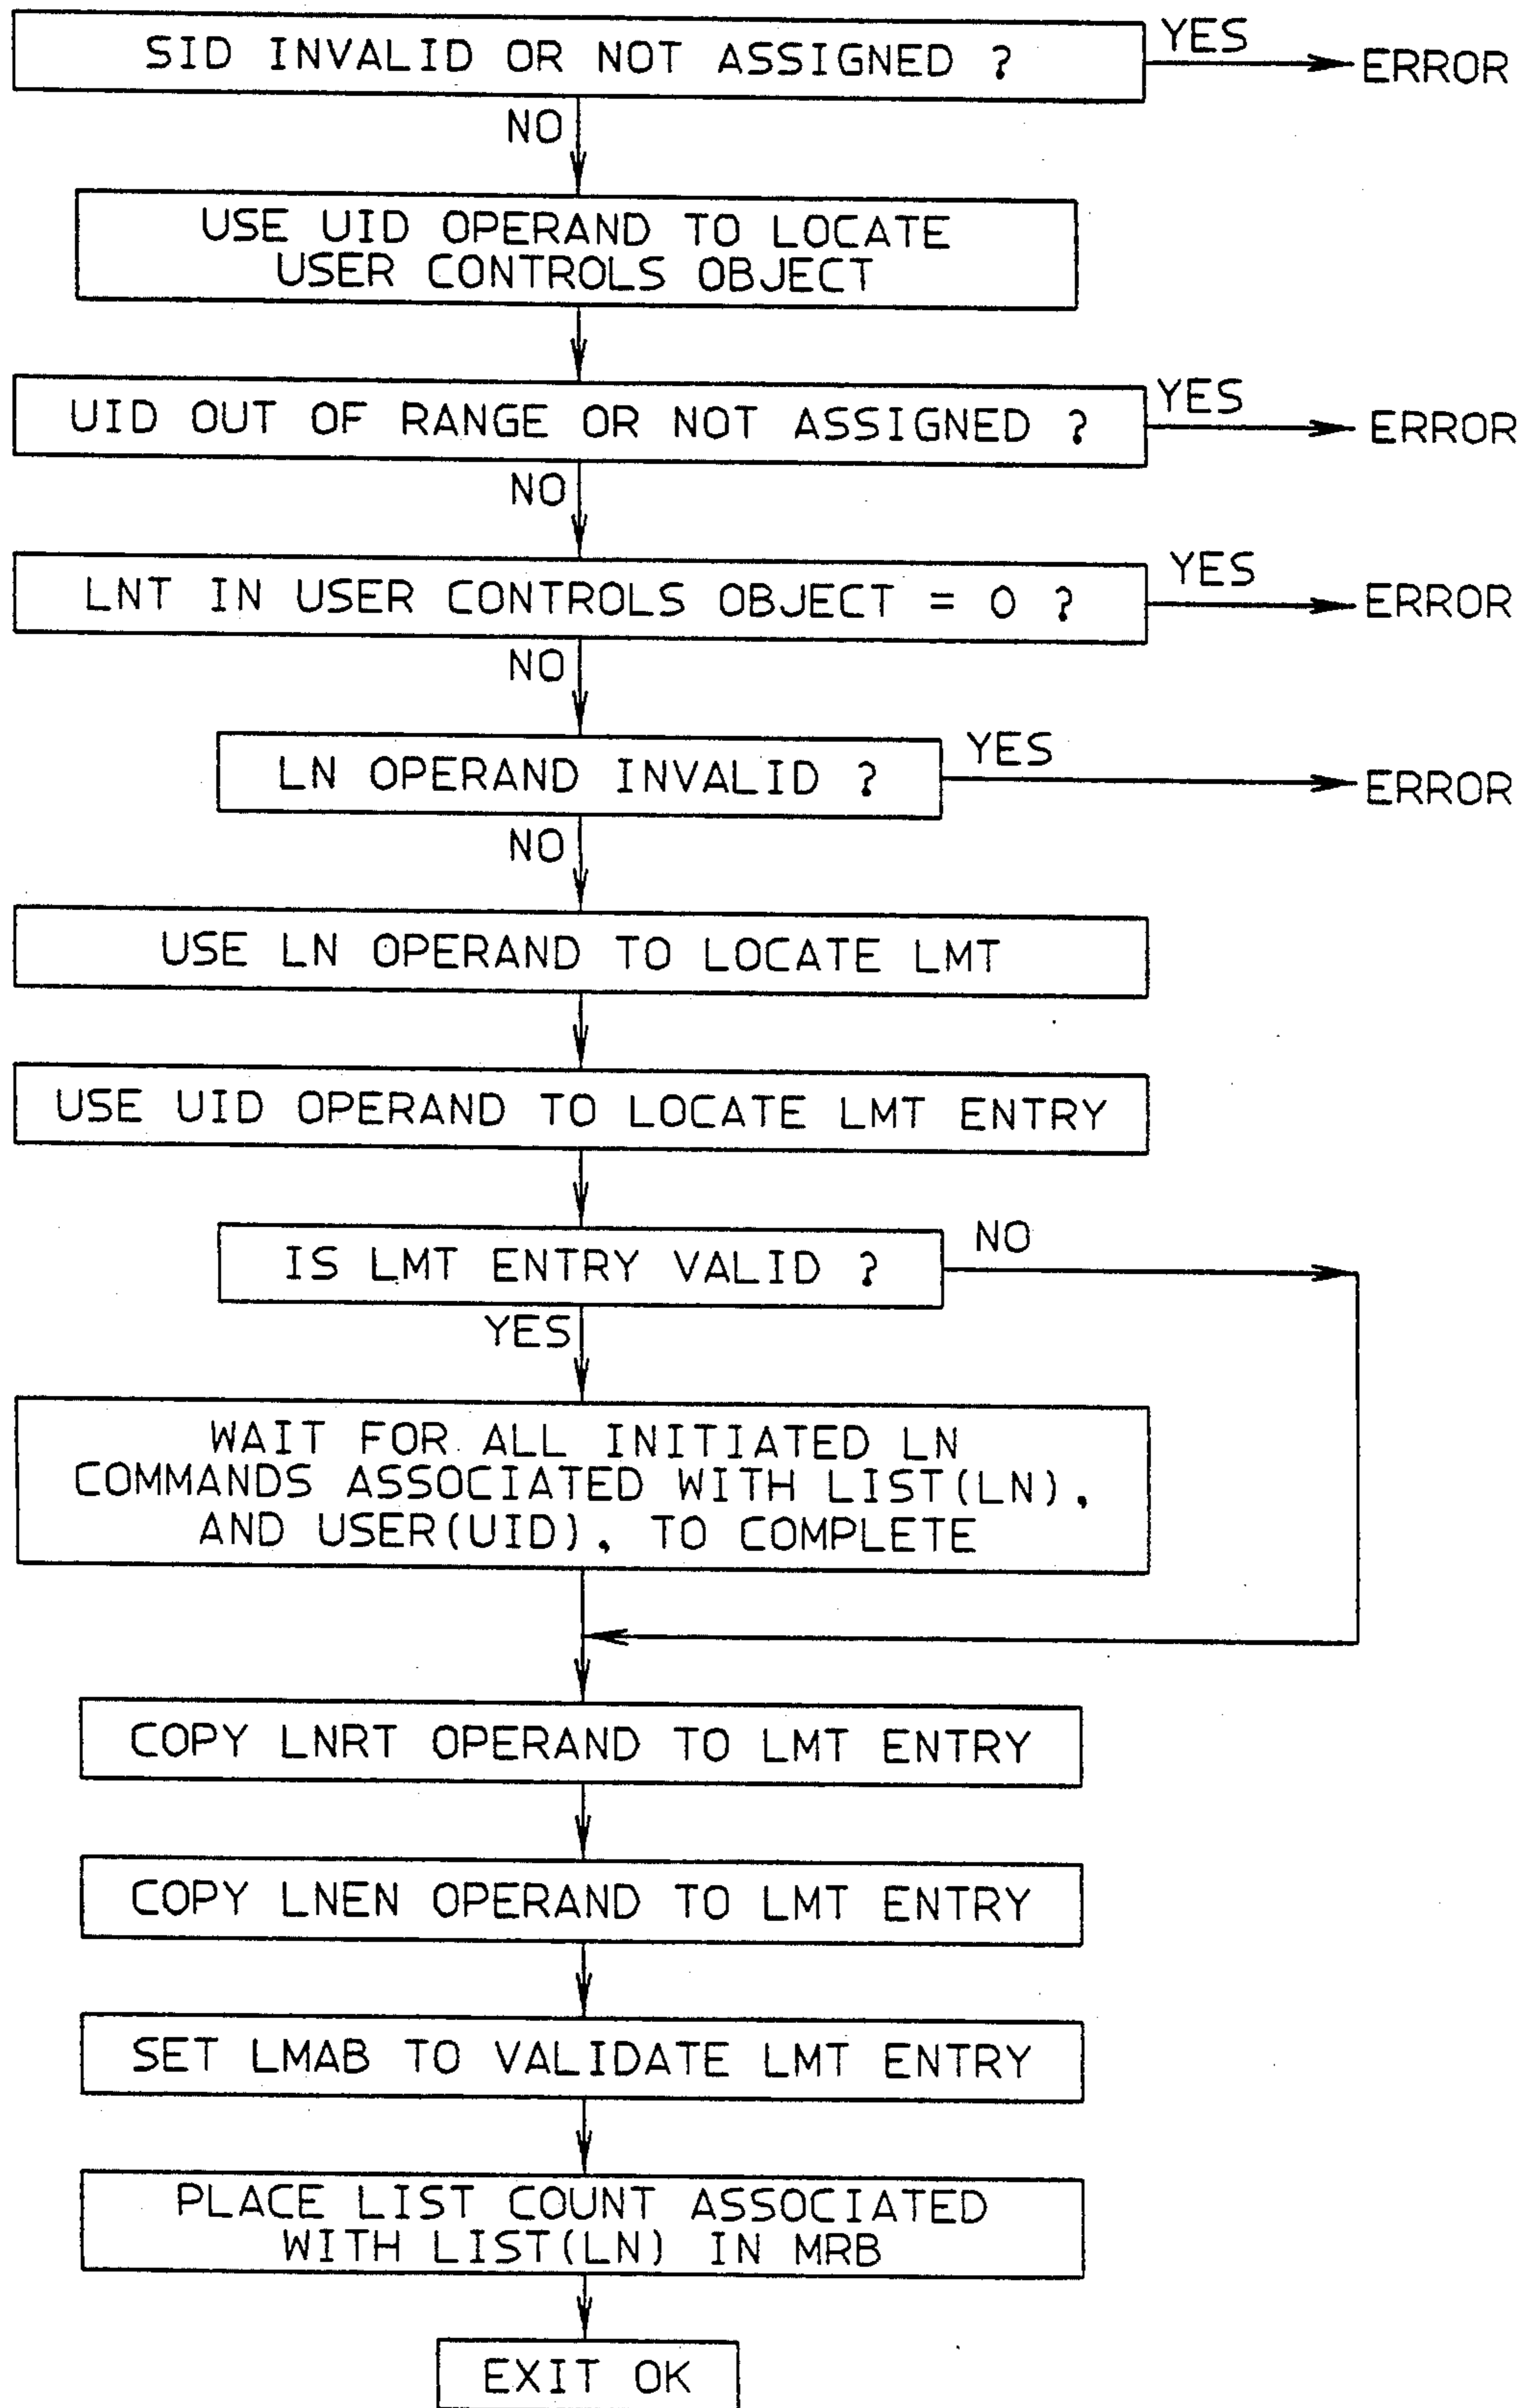 SID INVALID OR NOT ASSIGNED ?
YES
ERROR
NO
USE UID OPERAND TO LOCATE
USER CONTROLS OBJECT
UID OUT OF RANGE OR NOT ASSIGNED ?
YES
ERROR
NO
LNT IN USER CONTROLS OBJECT = 0 ?
YES
ERROR
NO
LN OPERAND INVALID ?
YES
ERROR
NO
USE LN OPERAND TO LOCATE LMT
USE UID OPERAND TO LOCATE LMT ENTRY
IS LMT ENTRY VALID ?
NO
YES
WAIT FOR ALL INITIATED LN
COMMANDS ASSOCIATED WITH LIST(LN),
AND USER(UID), TO COMPLETE
COPY LNRT OPERAND TO LMT ENTRY
COPY LNEN OPERAND TO LMT ENTRY
SET LMAB TO VALIDATE LMT ENTRY
PLACE LIST COUNT ASSOCIATED
WITH LIST(LN) IN MRB
EXIT OK